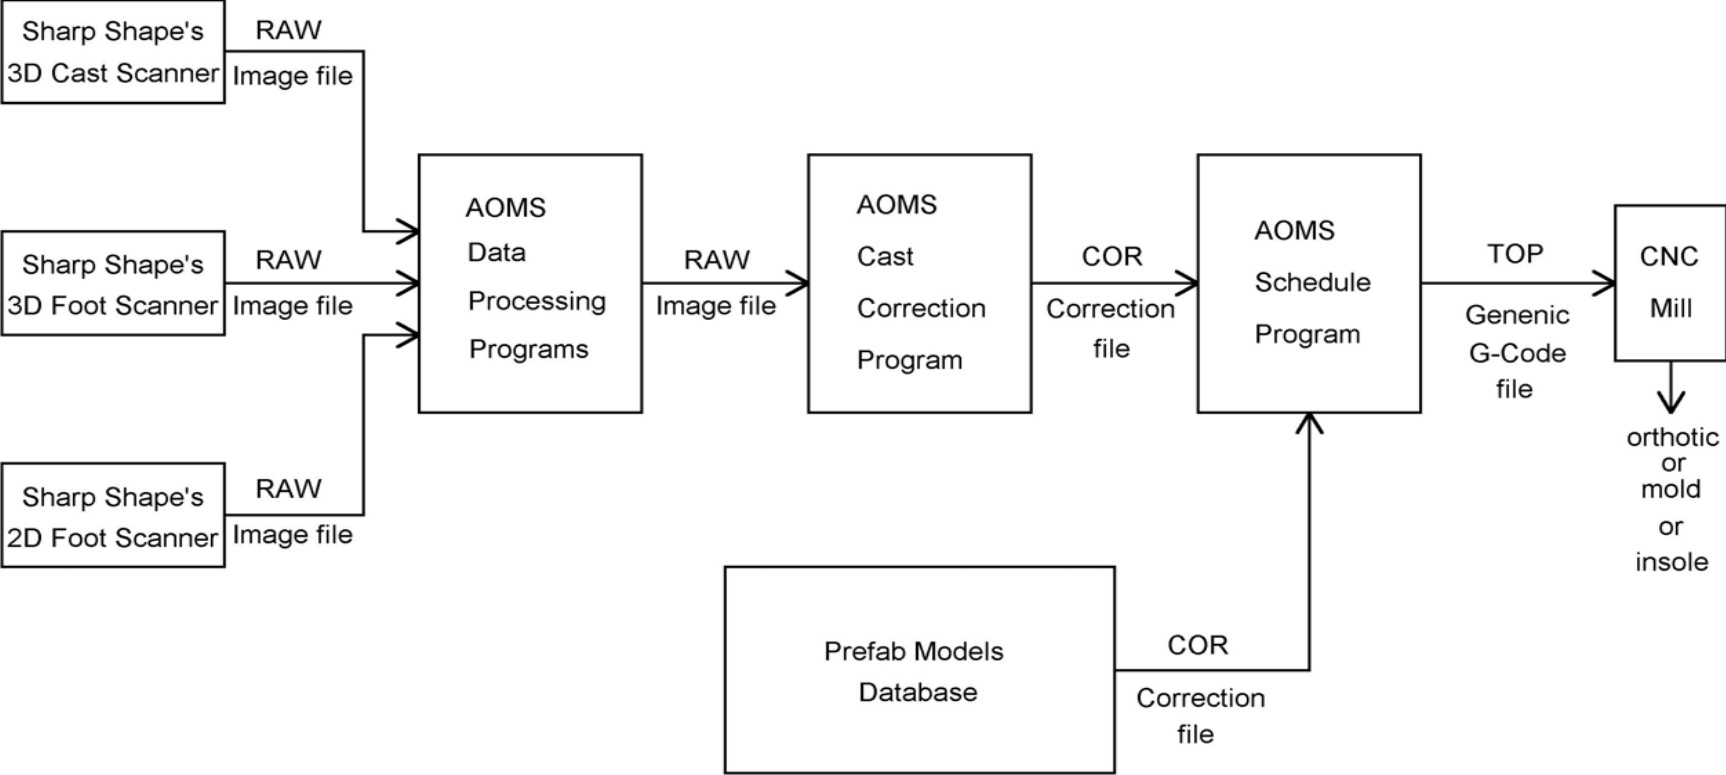 Sharp Shape's
3D Cast Scanner
RAW
Image file
Sharp Shape's
3D Foot Scanner
RAW
Image file
Sharp Shape's
2D Foot Scanner
RAW
Image file
AOMS
Data
Processing
Programs
RAW
Image file
AOMS
Cast
Correction
Program
COR
Correction
file
Prefab Models
Database
COR
Correction
file
AOMS
Schedule
Program
TOP
Genenic
G-Code
file
CNC
Mill
orthotic
or
mold
or
insole